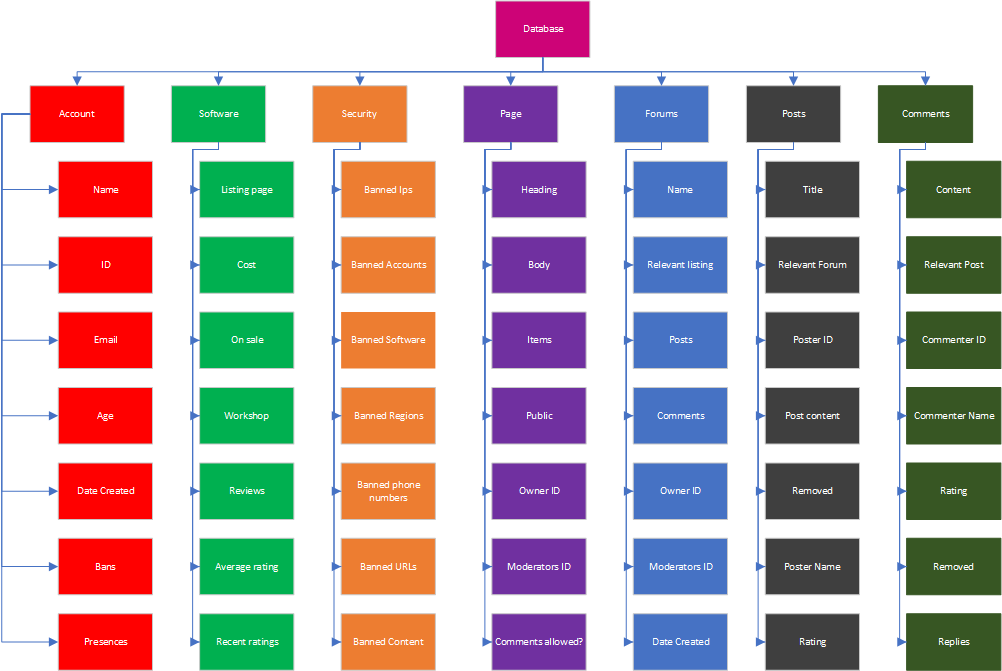 Database
Account
Software
Security
Page
Forums
Posts
Comments
Name
Listing page
Banned Ips
Heading
Name
Title
Content
ID
Cost
Banned Accounts
Body
Relevant listing
Relevant Forum
Relevant Post
Email
On sale
Banned Software
Items
Posts
Poster ID
Commenter ID
Age
Workshop
Banned Regions
Public
Comments
Post content
Commenter Name
Date Created
Reviews
Banned phone
numbers
Owner ID
Owner ID
Removed
Rating
Bans
Average rating
Banned URLs
Moderators ID
Moderators ID
Poster Name
Removed
Presences
Recent ratings
Banned Content
Comments allowed?
Date Created
Rating
Replies